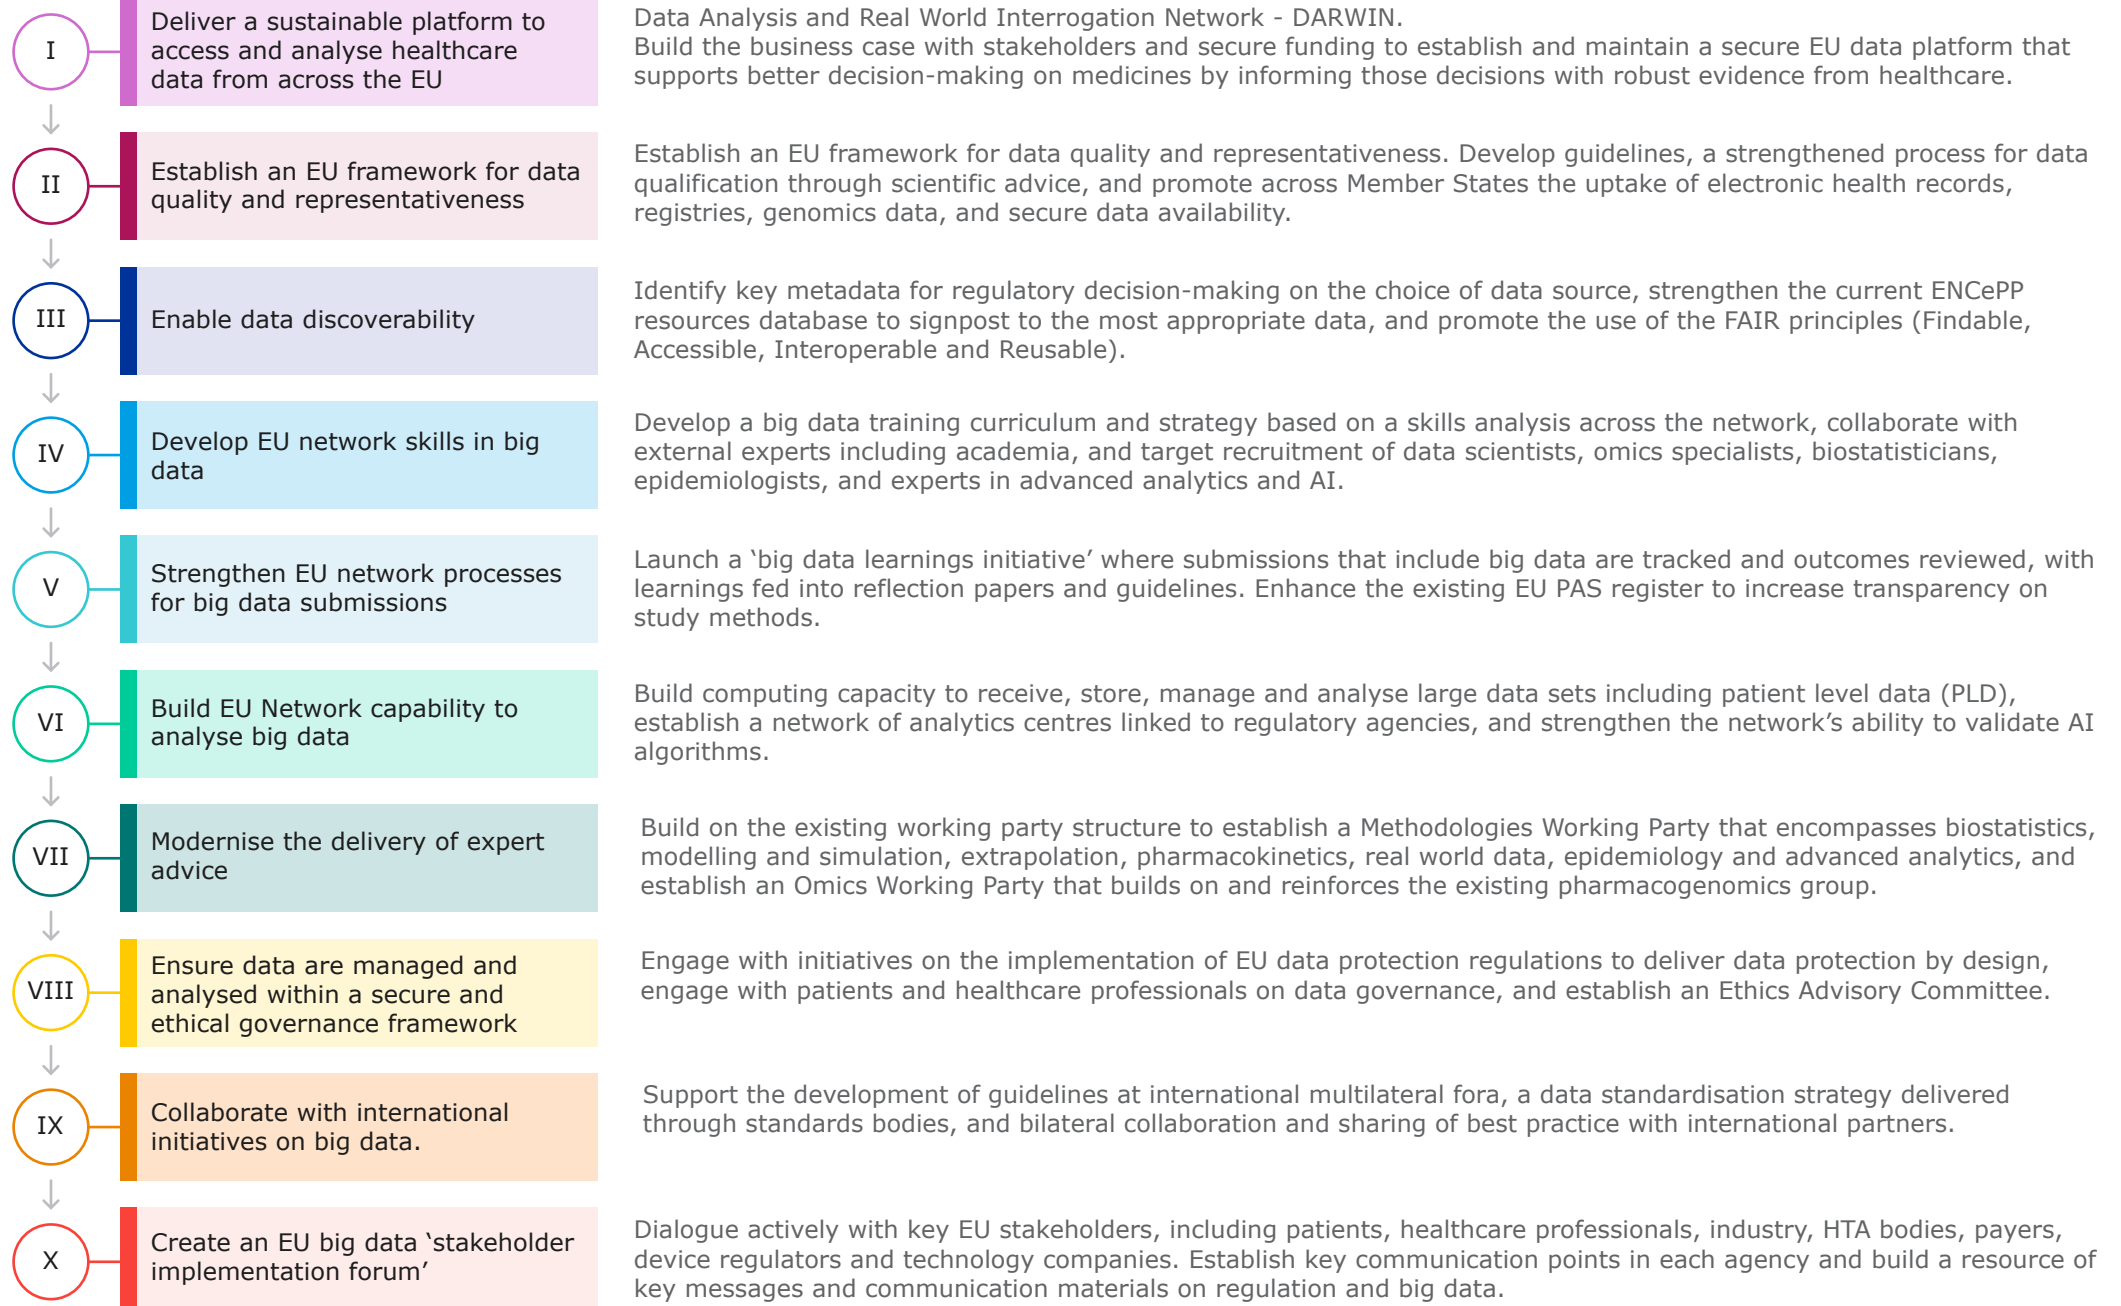 I
Deliver a sustainable platform to
access and analyse healthcare
data from across the EU
Data Analysis and Real World Interrogation Network - DARWIN.
Build the business case with stakeholders and secure funding to establish and maintain a secure EU data platform that
supports better decision-making on medicines by informing those decisions with robust evidence from healthcare.
II
Establish an EU framework for data
quality and representativeness
Establish an EU framework for data quality and representativeness. Develop guidelines, a strengthened process for data
qualification through scientific advice, and promote across Member States the uptake of electronic health records,
registries, genomics data, and secure data availability.
III
Enable data discoverability
Identify key metadata for regulatory decision-making on the choice of data source, strengthen the current ENCePP
resources database to signpost to the most appropriate data, and promote the use of the FAIR principles (Findable,
Accessible, Interoperable and Reusable).
IV
Develop EU network skills in big
data
Develop a big data training curriculum and strategy based on a skills analysis across the network, collaborate with
external experts including academia, and target recruitment of data scientists, omics specialists, biostatisticians,
epidemiologists, and experts in advanced analytics and AI.
V
Strengthen EU network processes
for big data submissions
Launch a ‘big data learnings initiative’ where submissions that include big data are tracked and outcomes reviewed, with
learnings fed into reflection papers and guidelines. Enhance the existing EU PAS register to increase transparency on
study methods.
VI
Build EU Network capability to
analyse big data
Build computing capacity to receive, store, manage and analyse large data sets including patient level data (PLD),
establish a network of analytics centres linked to regulatory agencies, and strengthen the network’s ability to validate AI
algorithms.
VII
Modernise the delivery of expert
advice
Build on the existing working party structure to establish a Methodologies Working Party that encompasses biostatistics,
modelling and simulation, extrapolation, pharmacokinetics, real world data, epidemiology and advanced analytics, and
establish an Omics Working Party that builds on and reinforces the existing pharmacogenomics group.
VIII
Ensure data are managed and
analysed within a secure and
ethical governance framework
Engage with initiatives on the implementation of EU data protection regulations to deliver data protection by design,
engage with patients and healthcare professionals on data governance, and establish an Ethics Advisory Committee.
IX
Collaborate with international
initiatives on big data.
Support the development of guidelines at international multilateral fora, a data standardisation strategy delivered
through standards bodies, and bilateral collaboration and sharing of best practice with international partners.
X
Create an EU big data ‘stakeholder
implementation forum’
Dialogue actively with key EU stakeholders, including patients, healthcare professionals, industry, HTA bodies, payers,
device regulators and technology companies. Establish key communication points in each agency and build a resource of
key messages and communication materials on regulation and big data.